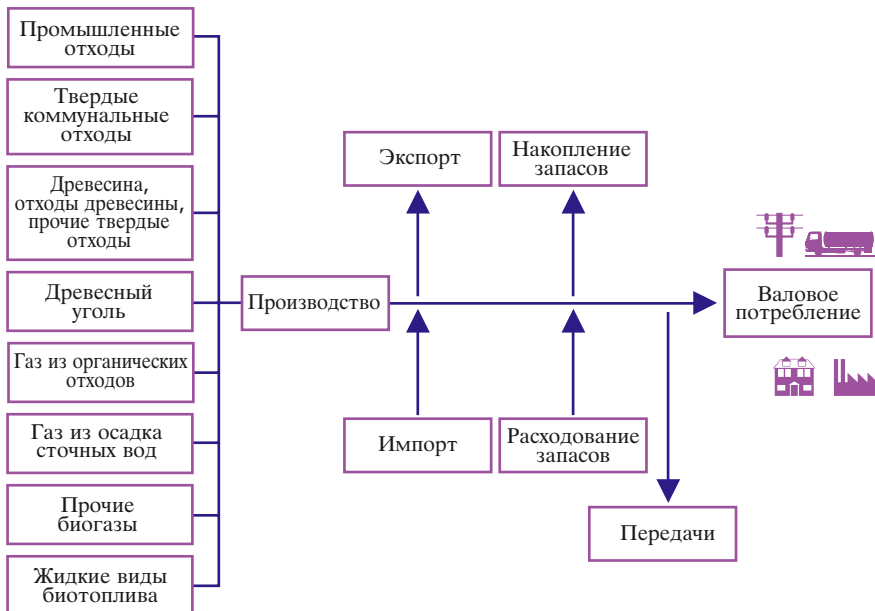 Промышленные
отходы
Твердые
коммунальные
отходы
Древесина,
отходы древесины,
прочие твердые
отходы
Древесный
уголь
Газ из органических
отходов
Газ из осадка
сточных вод
Прочие
биогазы
Жидкие виды
биотоплива
Производство
Экспорт
Накопление
запасов
Импорт
Расходование
запасов
Передачи
Валовое
потребление